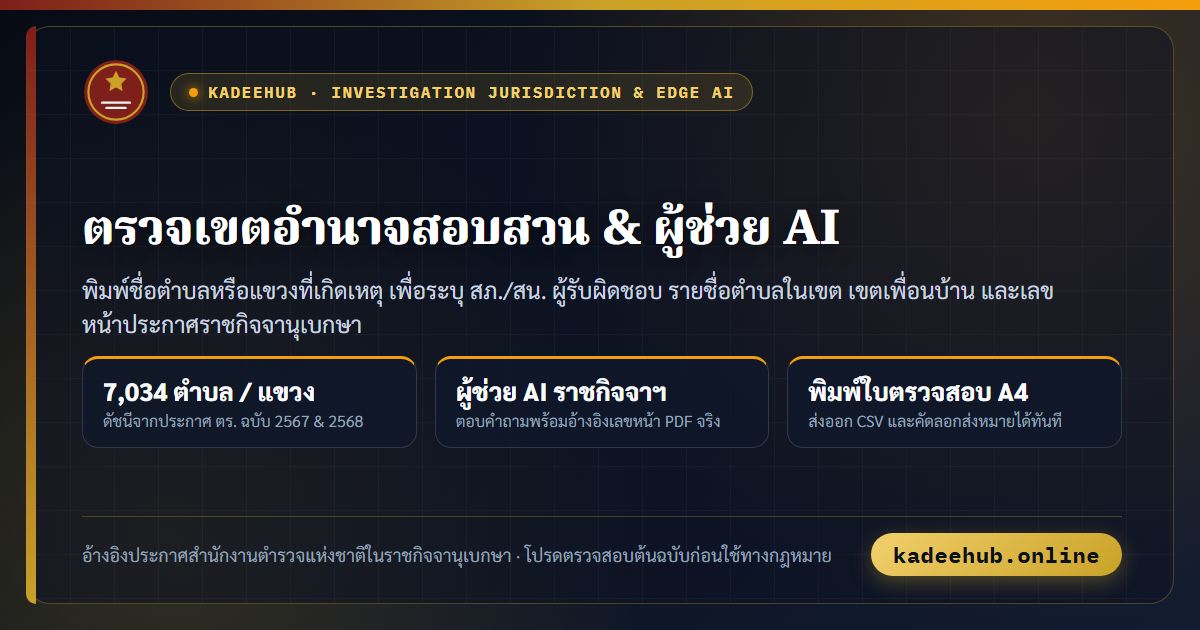 KADEEHUB · INVESTIGATION JURISDICTION & EDGE AI
ตรวจเขตอำนาจสอบสวน & ผู้ช่วย AI
พิมพ์ชื่อตำบลหรือแขวงที่เกิดเหตุ เพื่อระบุ สภ./สน. ผู้รับผิดชอบ รายชื่อตำบลในเขต เขตเพื่อนบ้าน และเลข
หน้าประกาศราชกิจจานุเบกษา
7,034 ตำบล / แขวง
ดัชนีจากประกาศ ตร. ฉบับ 2567 & 2568
ผู้ช่วย AI ราชกิจจาฯ
ตอบคำถามพร้อมอ้างอิงเลขหน้า PDF จริง
พิมพ์ใบตรวจสอบ A4
ส่งออก CSV และคัดลอกส่งหมายได้ทันที
อ้างอิงประกาศสำนักงานตำรวจแห่งชาติในราชกิจจานุเบกษา · โปรดตรวจสอบต้นฉบับก่อนใช้ทางกฎหมาย
kadeehub.online